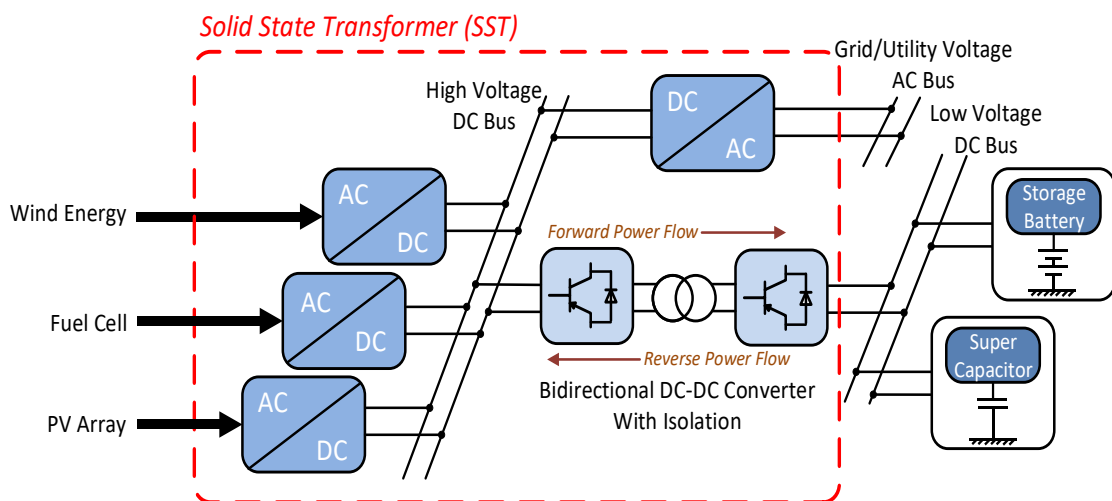 Solid State Transformer (SST)
Grid/Utility Voltage
AC Bus
High Voltage
DC Bus
DC
AC
Low Voltage
DC Bus
Wind Energy
AC
DC
Storage
Battery
Forward Power Flow
Fuel Cell
AC
DC
Reverse Power Flow
Super
Capacitor
Bidirectional DC-DC Converter
With Isolation
PV Array
AC
DC